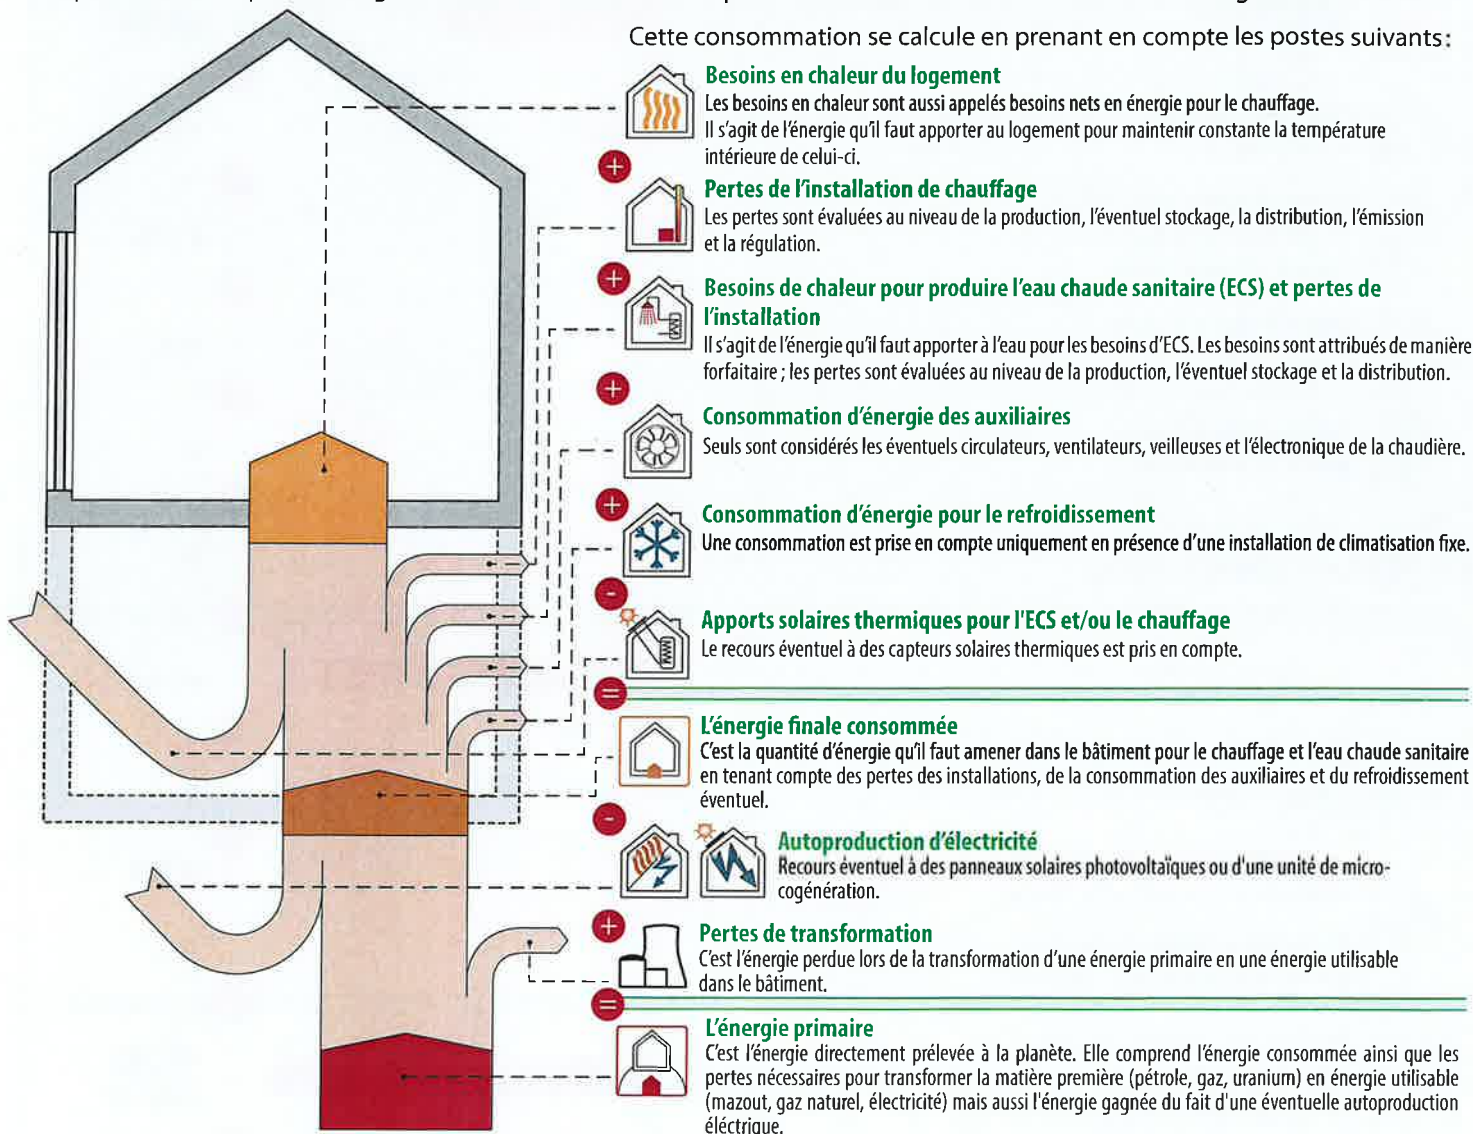 Cette consommation se calcule en prenant en compte les postes suivants:
Besoins en chaleur du logement
Les besoins en chaleur sont aussi appelés besoins nets en énergie pour le chauffage.
Il s'agit de l'énergie qu'il faut apporter au logement pour maintenir constante la température
intérieure de celui-ci.
+
Pertes de l'installation de chauffage
Les pertes sont évaluées au niveau de la production, l'éventuel stockage, la distribution, l'émission
et la régulation.
+
Besoins de chaleur pour produire l'eau chaude sanitaire (ECS) et pertes de
l'installation
Il s'agit de l'énergie qu'il faut apporter à l'eau pour les besoins d'ECS. Les besoins sont attribués de manière
forfaitaire ; les pertes sont évaluées au niveau de la production, l'éventuel stockage et la distribution.
+
Consommation d'énergie des auxiliaires
Seuls sont considérés les éventuels circulateurs, ventilateurs, veilleuses et l'électronique de la chaudière.
+
Consommation d'énergie pour le refroidissement
Une consommation est prise en compte uniquement en présence d'une installation de climatisation fixe.
-
Apports solaires thermiques pour l'ECS et/ou le chauffage
Le recours éventuel à des capteurs solaires thermiques est pris en compte.
=
L'énergie finale consommée
C'est la quantité d'énergie qu'il faut amener dans le bâtiment pour le chauffage et l'eau chaude sanitaire
en tenant compte des pertes des installations, de la consommation des auxiliaires et du refroidissement
éventuel.
-
Autoproduction d'électricité
Recours éventuel à des panneaux solaires photovoltaïques ou d'une unité de micro-
cogénération.
+
Pertes de transformation
C'est l'énergie perdue lors de la transformation d'une énergie primaire en une énergie utilisable
dans le bâtiment.
=
L'énergie primaire
C'est l'énergie directement prélevée à la planète. Elle comprend l'énergie consommée ainsi que les
pertes nécessaires pour transformer la matière première (pétrole, gaz, uranium) en énergie utilisable
(mazout, gaz naturel, électricité) mais aussi l'énergie gagnée du fait d'une éventuelle autoproduction
éléctrique.